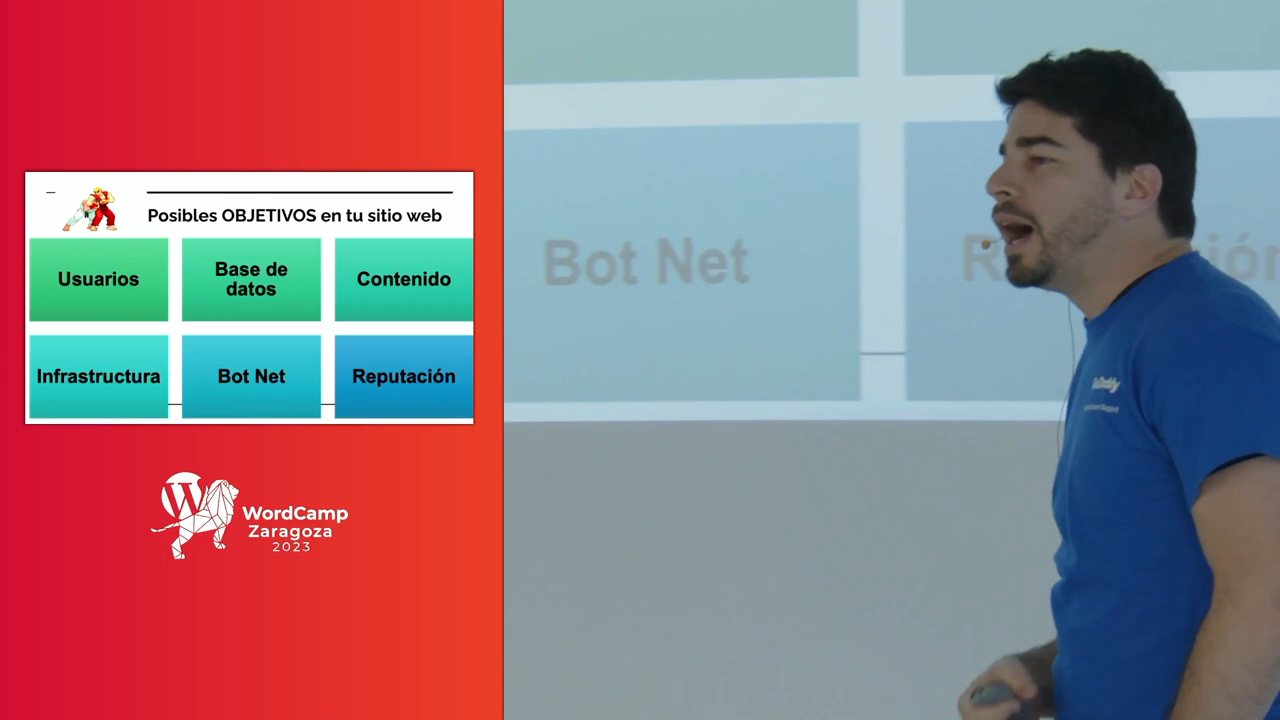 Posibles OBJETIVOS en tu sitio web
Usuarios
Base de
datos
Contenido
Infrastructura
Bot Net
Reputación
WordCamp
Zaragoza
2023
Bot Net